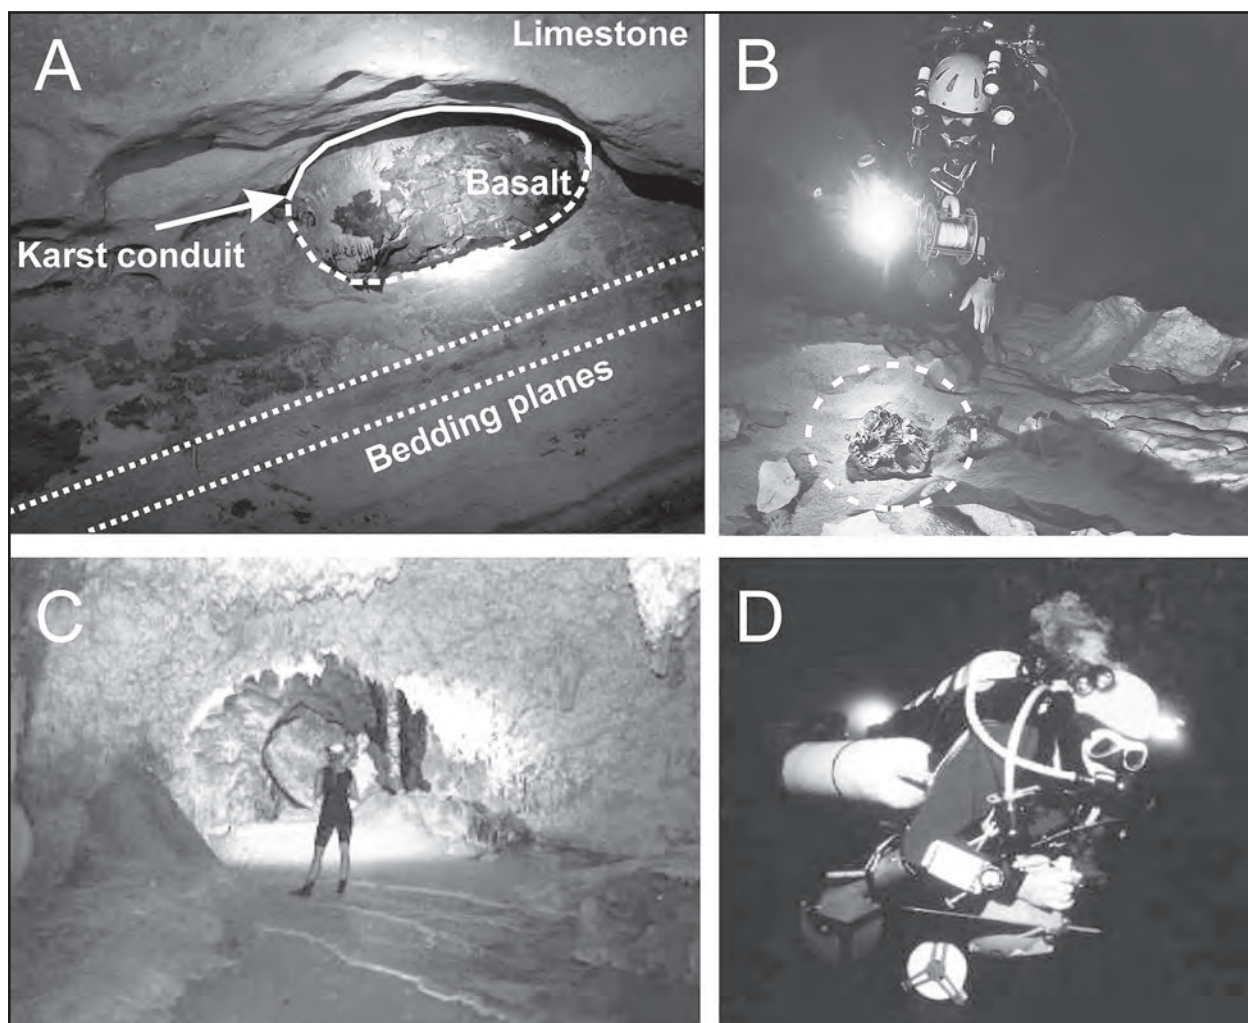 A
Limestone
Basalt
Karst conduit
Bedding planes
B
C
D